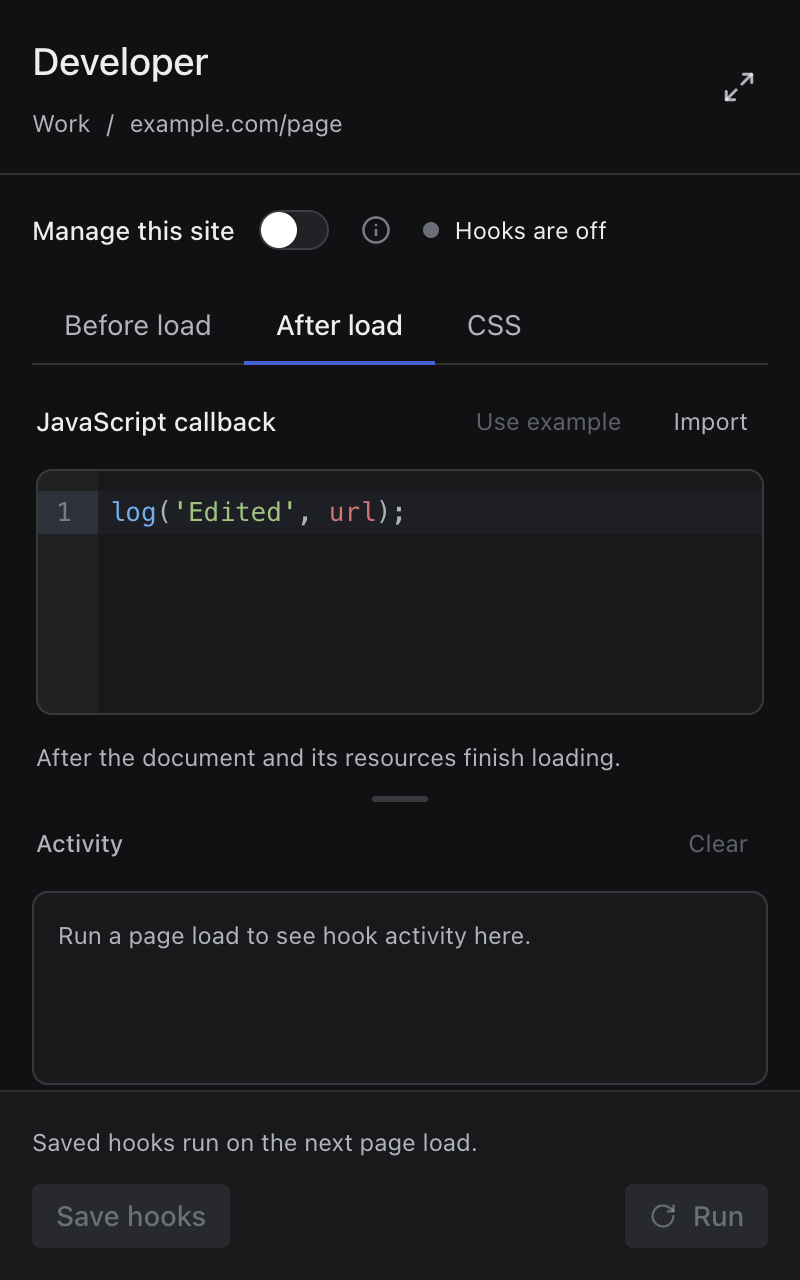 Developer
Work / example.com/page
Manage this site Hooks are off
Before load After load CSS
JavaScript callback Use example Import
1 log('Edited', url);
After the document and its resources finish loading.
Activity Clear
Run a page load to see hook activity here.
Saved hooks run on the next page load.
Save hooks Run